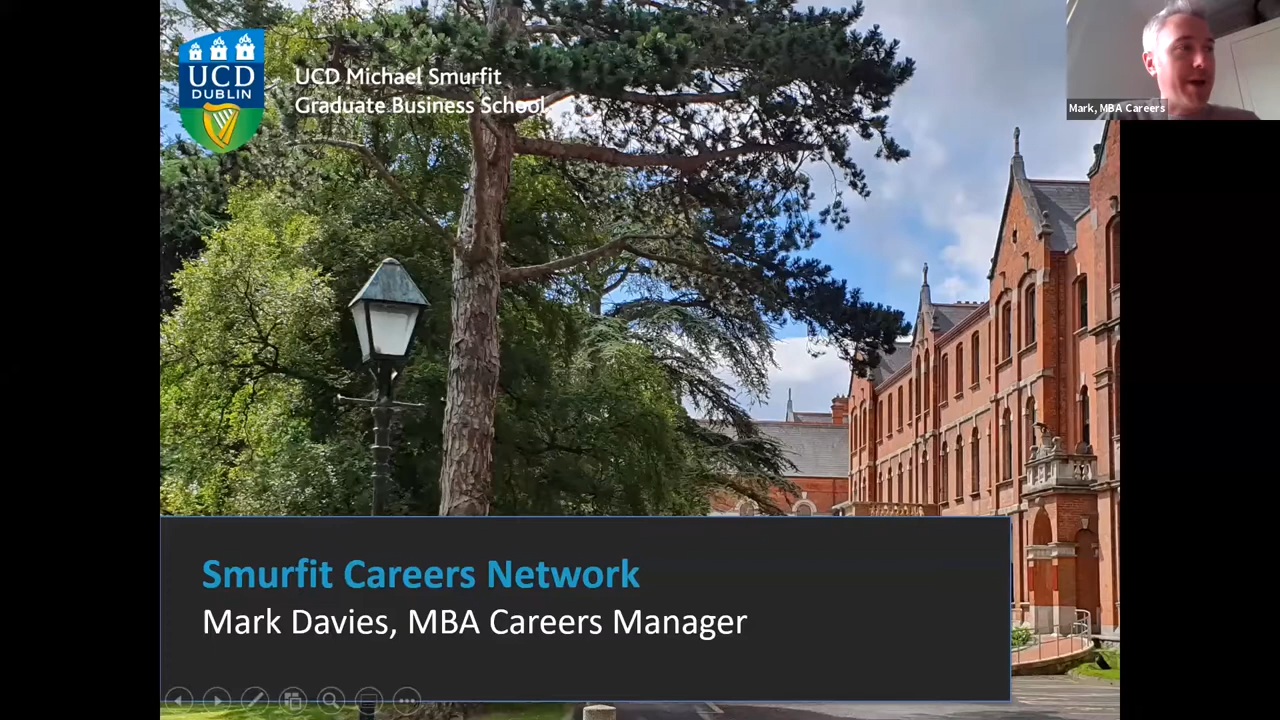 UCD
DUBLIN
UCD Michael Smurfit
Graduate Business School
Mark, MBA Careers
Smurfit Careers Network
Mark Davies, MBA Careers Manager